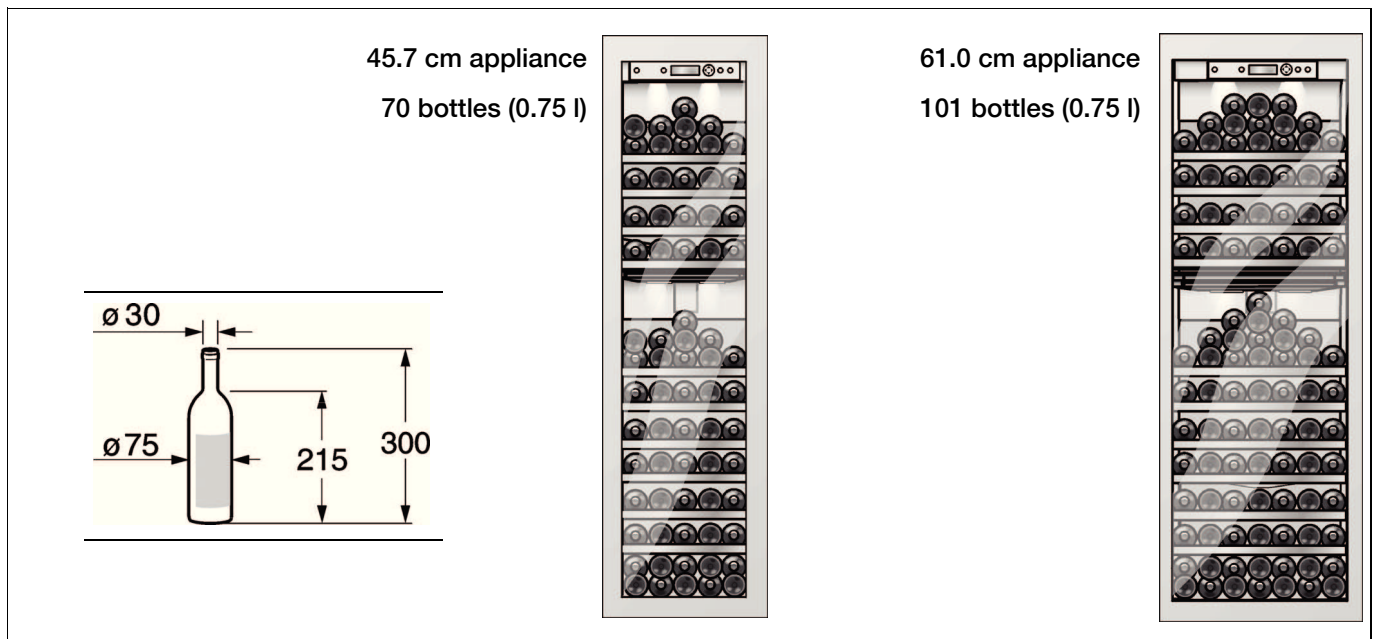 45.7 cm appliance
70 bottles (0.75 l)
61.0 cm appliance
101 bottles (0.75 l)
ø 30
ø 75
215
300